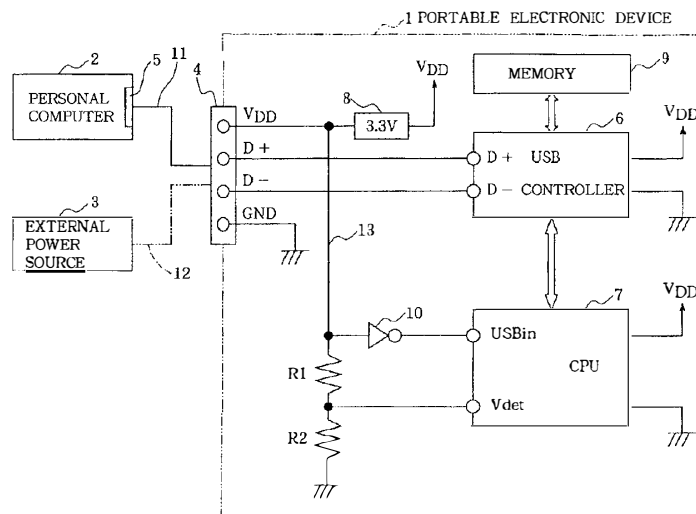 1 PORTABLE ELECTRONIC DEVICE
2
5
11
4
PERSONAL
COMPUTER
VDD
8
3.3V
VDD
MEMORY
9
D+
6
VDD
D+ USB
D- CONTROLLER
D-
3
EXTERNAL
POWER
SOURCE
12
GND
13
7
10
VDD
USBin
CPU
R1
Vdet
R2